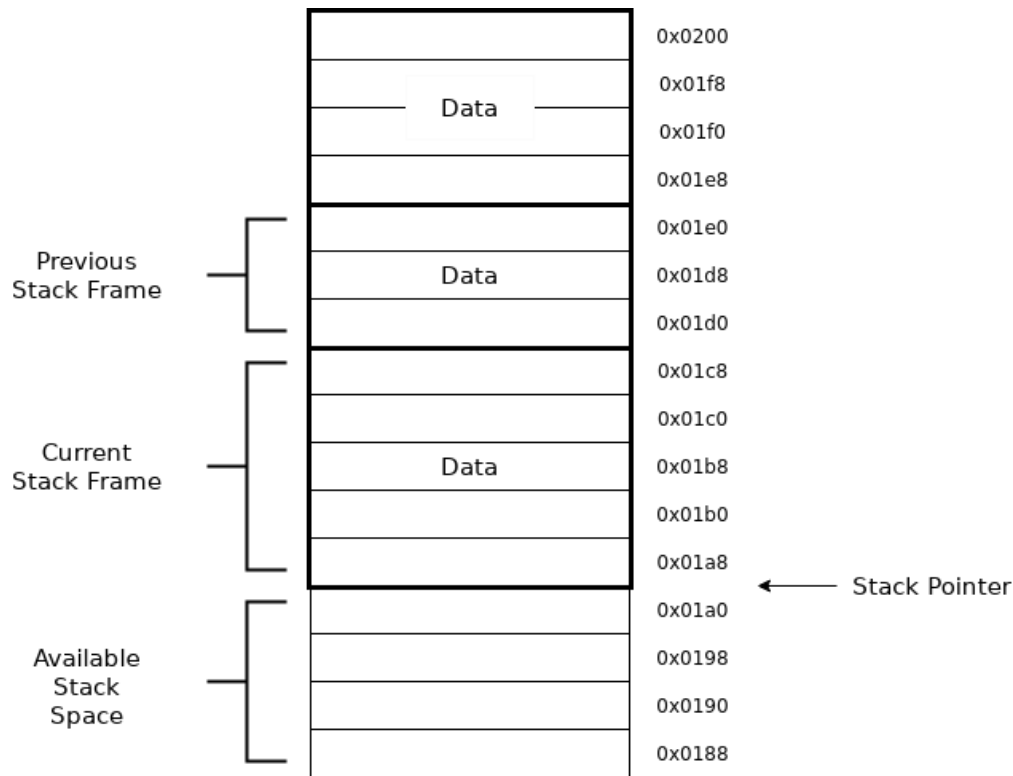 0x0200
0x01f8
Data
0x01f0
0x01e8
0x01e0
Previous
Stack Frame
Data
0x01d8
0x01d0
0x01c8
0x01c0
Current
Stack Frame
Data
0x01b8
0x01b0
0x01a8
Stack Pointer
0x01a0
Available
Stack
Space
0x0198
0x0190
0x0188